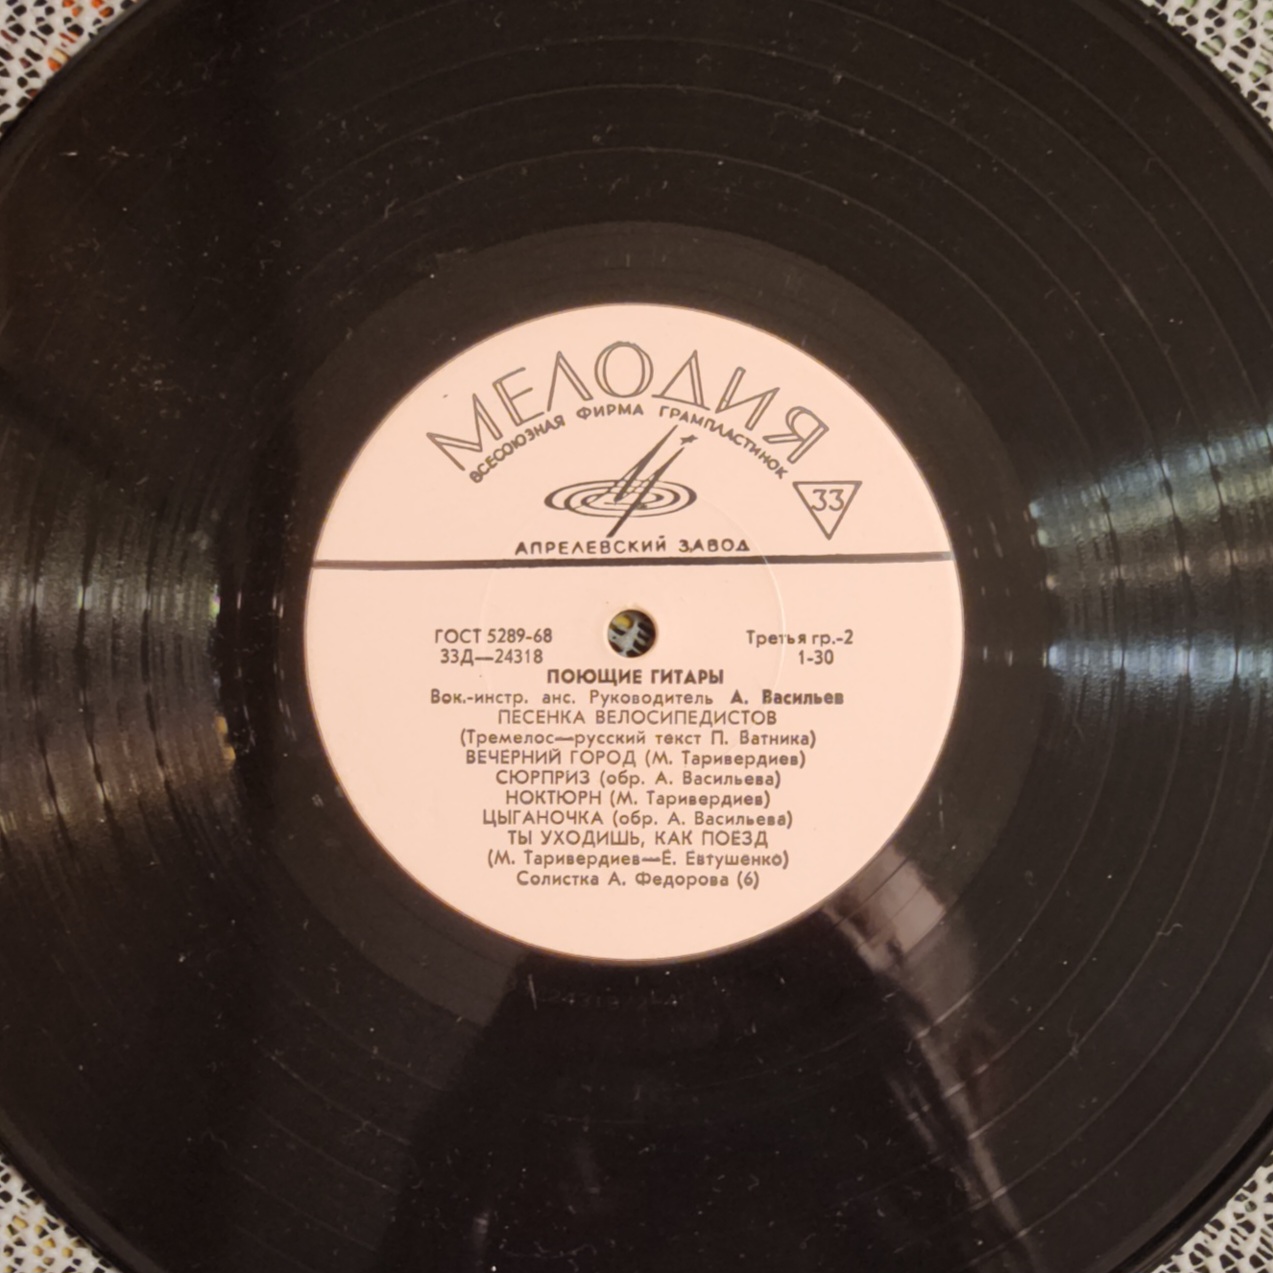 МЕЛОДИЯ
ВСЕСОЮЗНАЯ ФИРМА ГРАМПЛАСТИНОК
33
АПРЕЛЕВСКИЙ ЗАВОД
ГОСТ 5289-68 Третья гр.-2
33Д—24318 1-30
ПОЮЩИЕ ГИТАРЫ
Вок.-инстр. анс. Руководитель А. Васильев
ПЕСЕНКА ВЕЛОСИПЕДИСТОВ
(Тремелос—русский текст П. Ватника)
ВЕЧЕРНИЙ ГОРОД (М. Таривердиев)
СЮРПРИЗ (обр. А. Васильева)
НОКТЮРН (М. Таривердиев)
ЦЫГАНОЧКА (обр. А. Васильева)
ТЫ УХОДИШЬ, КАК ПОЕЗД
(М. Таривердиев—Е. Евтушенко)
Солистка А. Федорова (6)